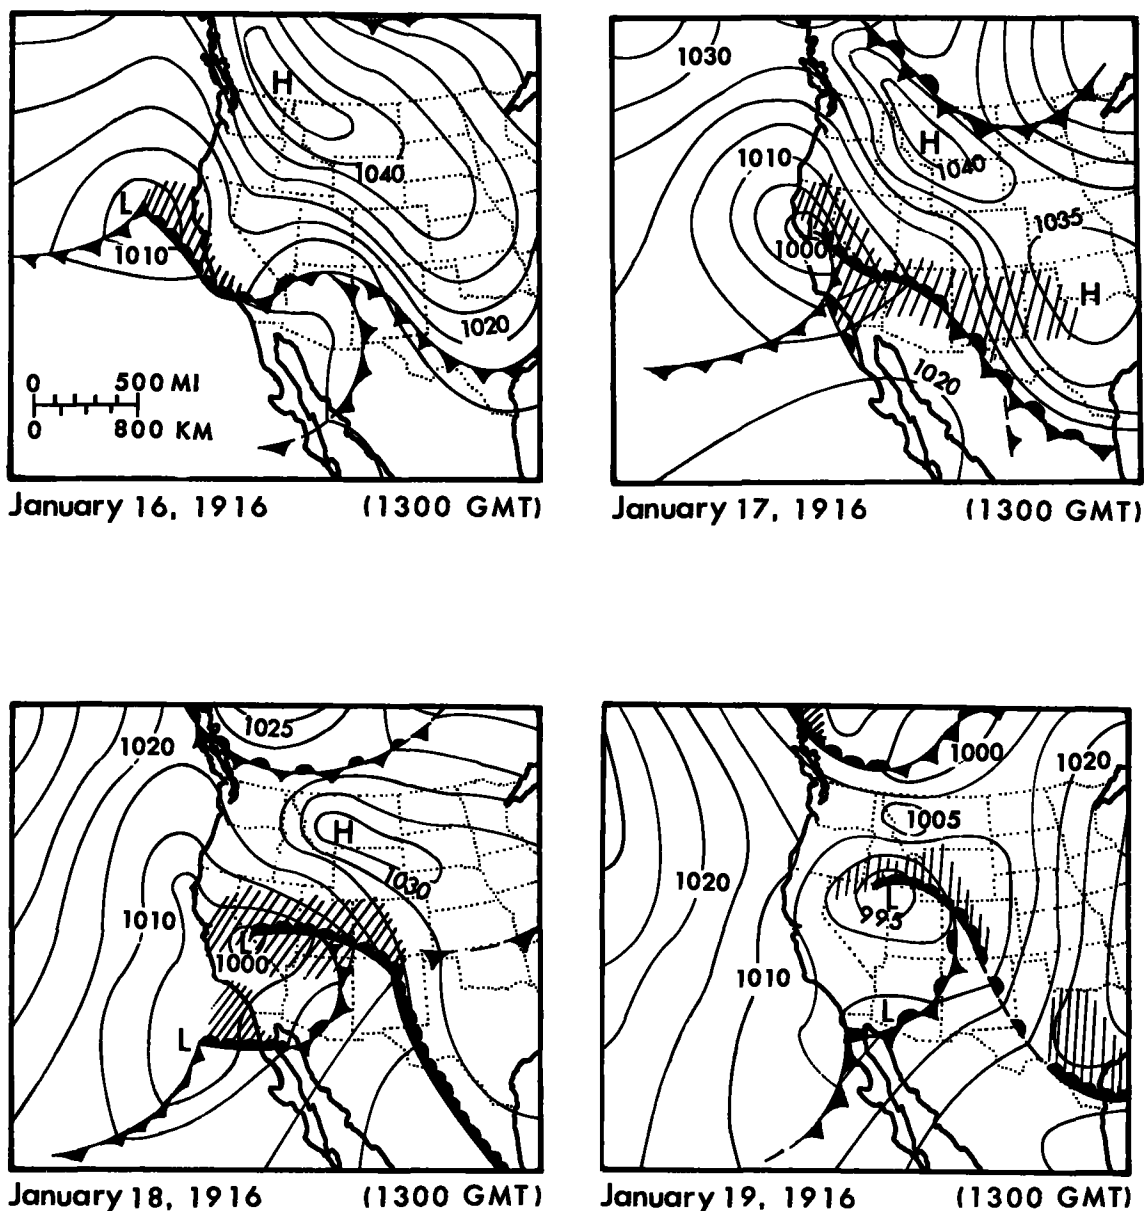 H
1040
L
1010
1020
0 500 MI
0 800 KM
January 16, 1916 (1300 GMT)
1030
H
1010
1040
1035
L
1000
H
1020
January 17, 1916 (1300 GMT)
1025
1020
H
1030
1010
L
1000
L
January 18, 1916 (1300 GMT)
1000
1020
1005
1020
L
995
1010
L
January 19, 1916 (1300 GMT)